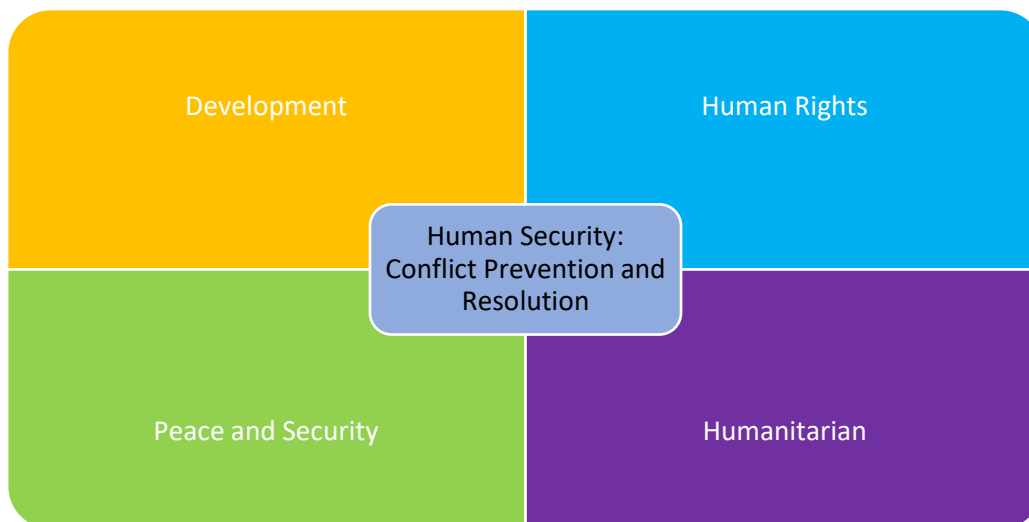 Development
Human Rights
Human Security:
Conflict Prevention and
Resolution
Peace and Security
Humanitarian